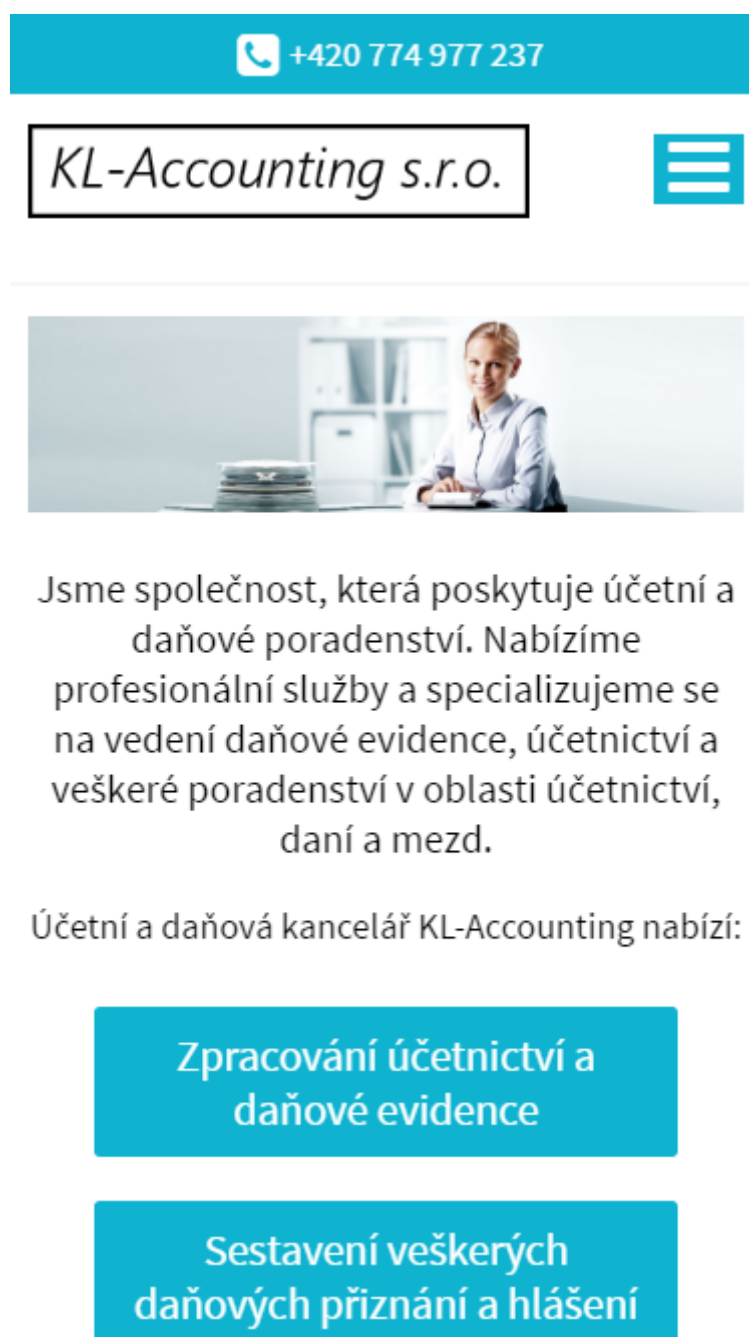 +420 774 977 237
KL-Accounting s.r.o.
Jsme společnost, která poskytuje účetní a
daňové poradenství. Nabízíme
profesionální služby a specializujeme se
na vedení daňové evidence, účetnictví a
veškeré poradenství v oblasti účetnictví,
daní a mezd.
Účetní a daňová kancelář KL-Accounting nabízí:
Zpracování účetnictví a
daňové evidence
Sestavení veškerých
daňových přiznání a hlášení